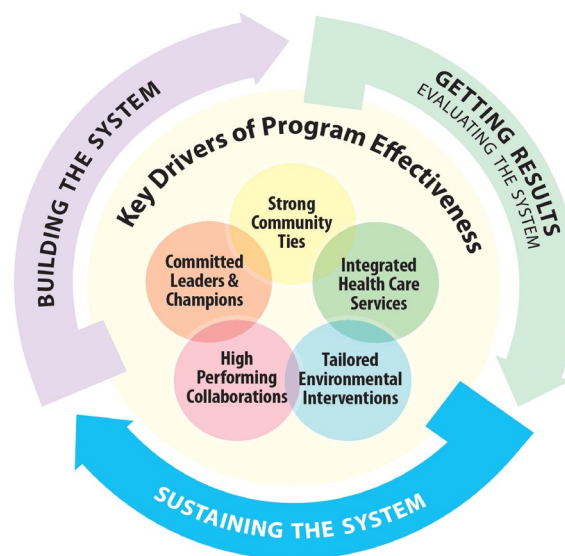 BUILDING THE SYSTEM
GETTING RESULTS
EVALUATING THE SYSTEM
Key Drivers of Program Effectiveness
Strong
Community
Ties
Committed
Leaders &
Champions
Integrated
Health Care
Services
High
Performing
Collaborations
Tailored
Environmental
Interventions
SUSTAINING THE SYSTEM